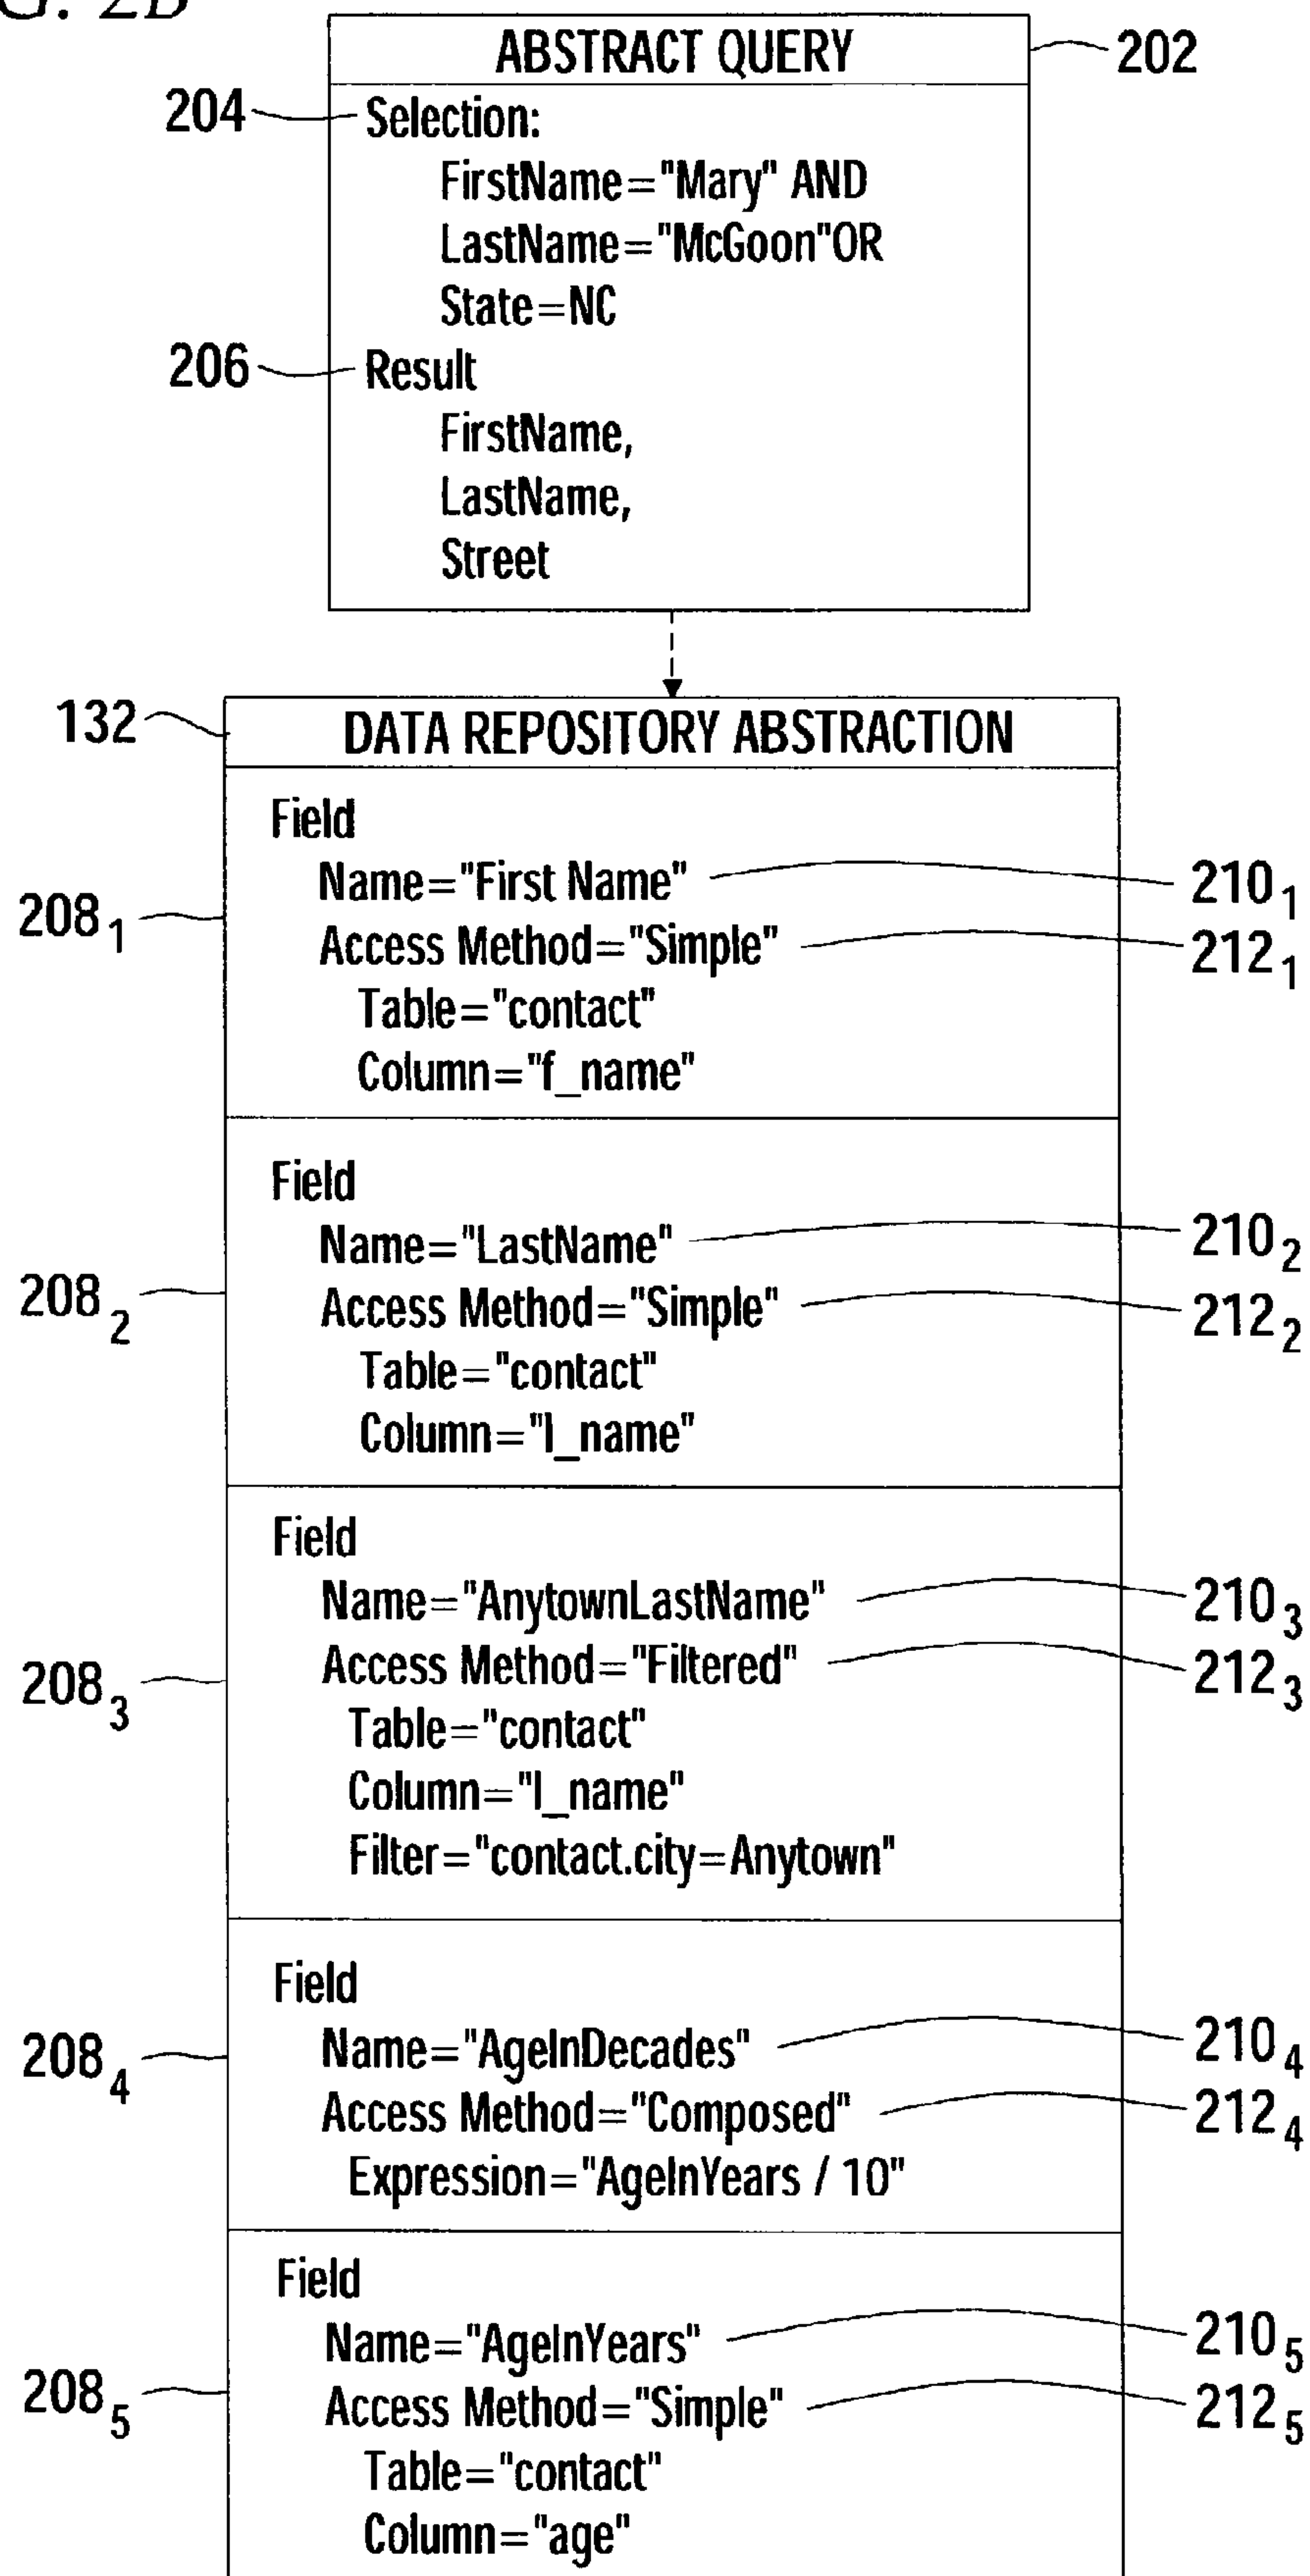 G. 2B
ABSTRACT QUERY
202
204
Selection:
FirstName="Mary" AND
LastName="McGoon"OR
State=NC
206
Result
FirstName,
LastName,
Street
132
DATA REPOSITORY ABSTRACTION
Field
Name="First Name"
210 1
208 1
Access Method="Simple"
212 1
Table="contact"
Column="f_name"
Field
Name="LastName"
210 2
208 2
Access Method="Simple"
212 2
Table="contact"
Column="l_name"
Field
Name="AnytownLastName"
210 3
208 3
Access Method="Filtered"
212 3
Table="contact"
Column="l_name"
Filter="contact.city=Anytown"
Field
Name="AgeInDecades"
210 4
208 4
Access Method="Composed"
212 4
Expression="AgeInYears / 10"
Field
Name="AgeInYears"
210 5
208 5
Access Method="Simple"
212 5
Table="contact"
Column="age"